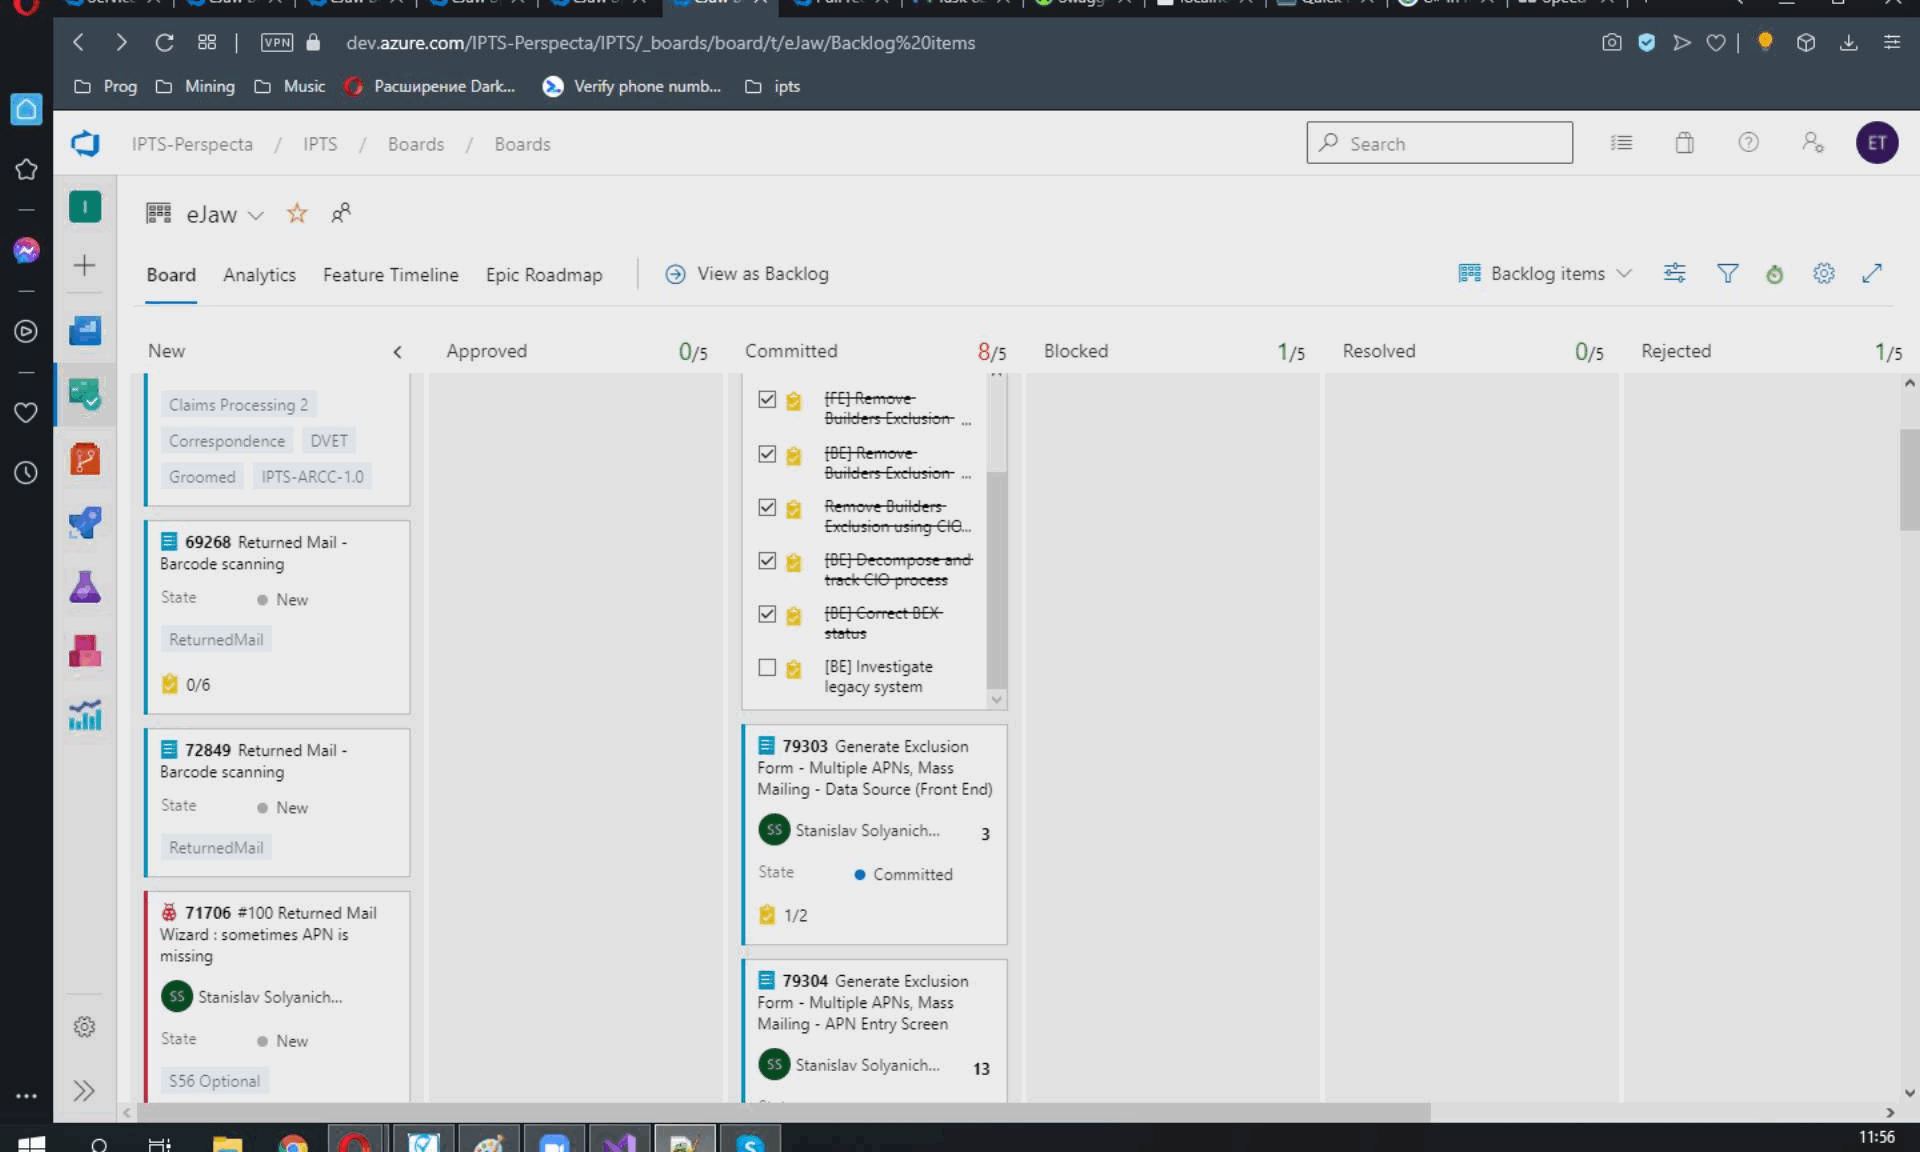 VPN
dev.azure.com/IPTS-Perspecta/IPTS/_boards/board/t/eJaw/Backlog%20items
Prog
Mining
Music
Расширение Dark...
Verify phone numb...
ipts
IPTS-Perspecta / IPTS / Boards / Boards
Search
ET
I
eJaw
Board
Analytics
Feature Timeline
Epic Roadmap
View as Backlog
Backlog items
New
Approved 0/5
Committed 8/5
Blocked 1/5
Resolved 0/5
Rejected 1/5
Claims Processing 2
Correspondence DVET
Groomed IPTS-ARCC-1.0
69268 Returned Mail -
Barcode scanning
State New
ReturnedMail
0/6
72849 Returned Mail -
Barcode scanning
State New
ReturnedMail
71706 #100 Returned Mail
Wizard : sometimes APN is
missing
SS Stanislav Solyanich...
State New
S56 Optional
[FE] Remove
Builders Exclusion ...
[BE] Remove
Builders Exclusion ...
Remove Builders
Exclusion using CIO...
[BE] Decompose and
track CIO process
[BE] Correct BEX
status
[BE] Investigate
legacy system
79303 Generate Exclusion
Form - Multiple APNs, Mass
Mailing - Data Source (Front End)
SS Stanislav Solyanich... 3
State Committed
1/2
79304 Generate Exclusion
Form - Multiple APNs, Mass
Mailing - APN Entry Screen
SS Stanislav Solyanich... 13
11:56